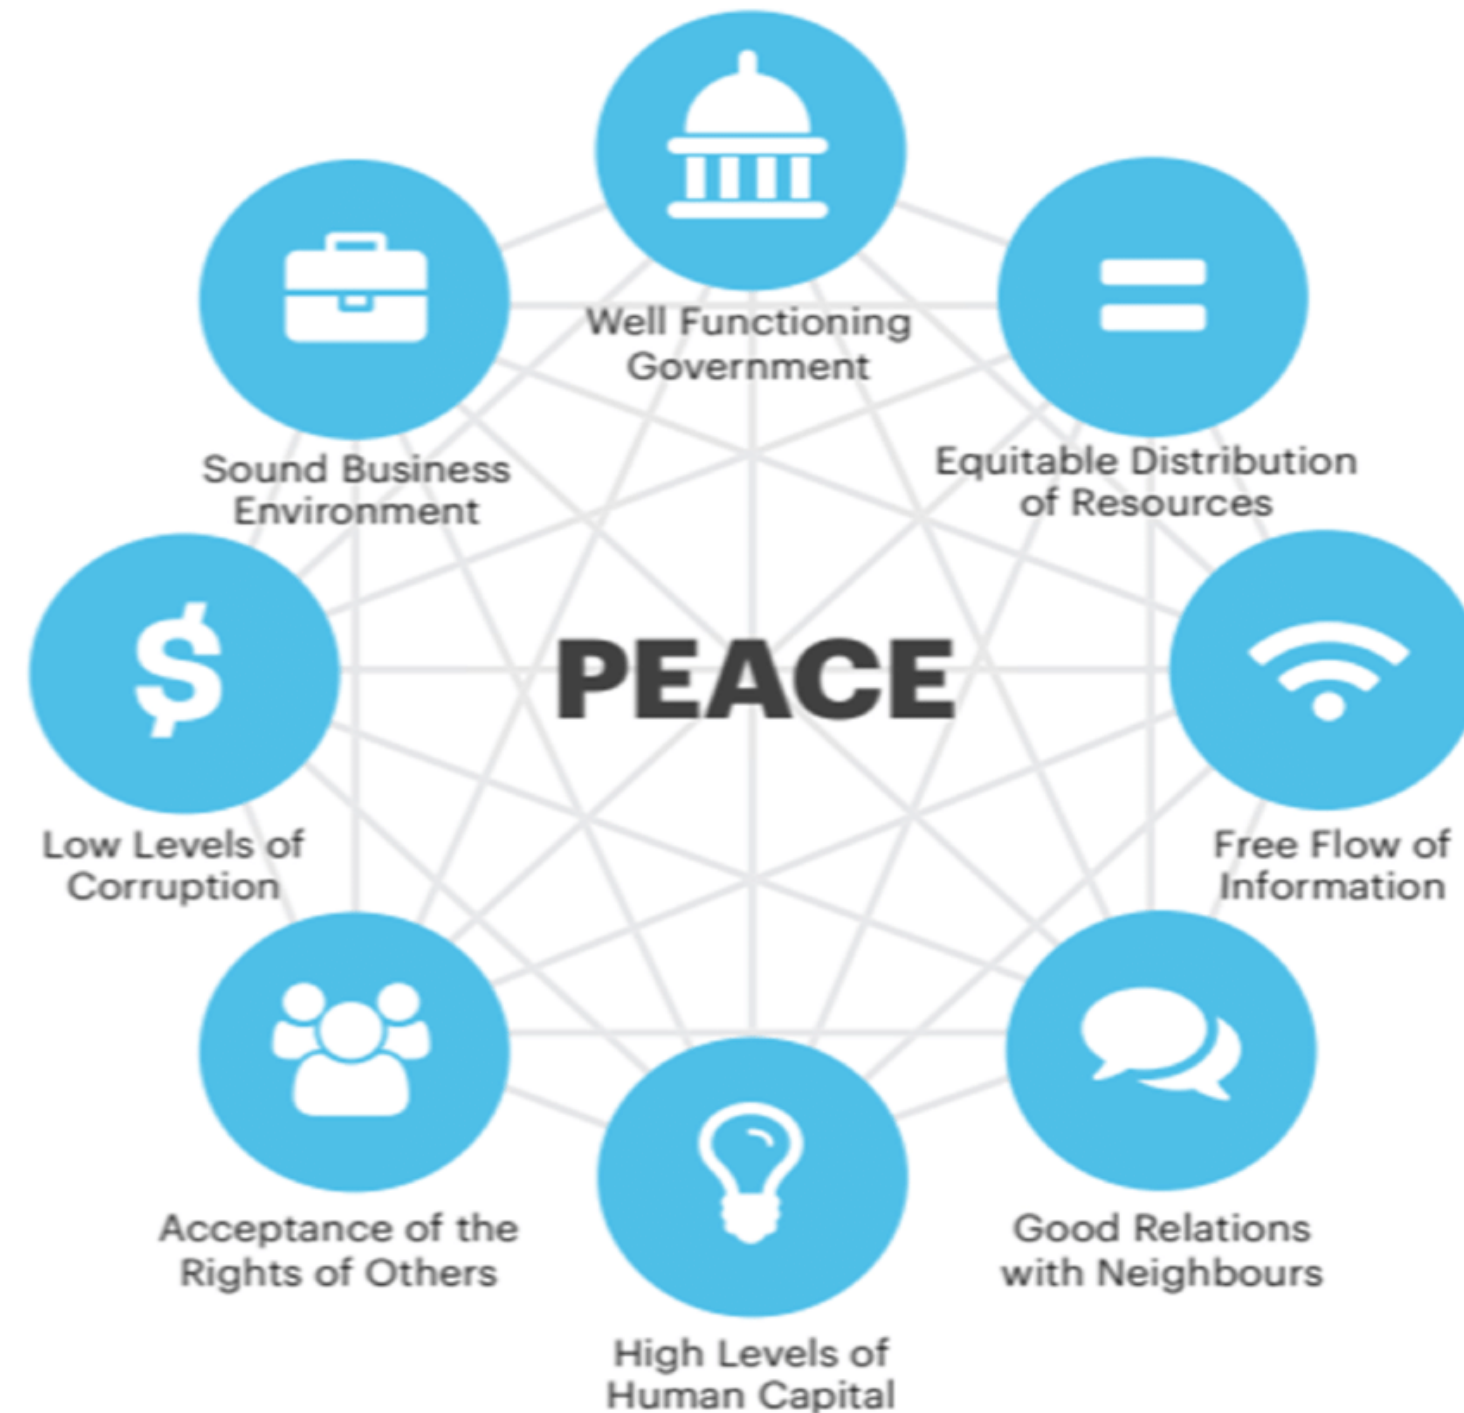 Well Functioning
Government
Sound Business
Environment
Equitable Distribution
of Resources
PEACE
$
Low Levels of
Corruption
Free Flow of
Information
Acceptance of the
Rights of Others
Good Relations
with Neighbours
High Levels of
Human Capital